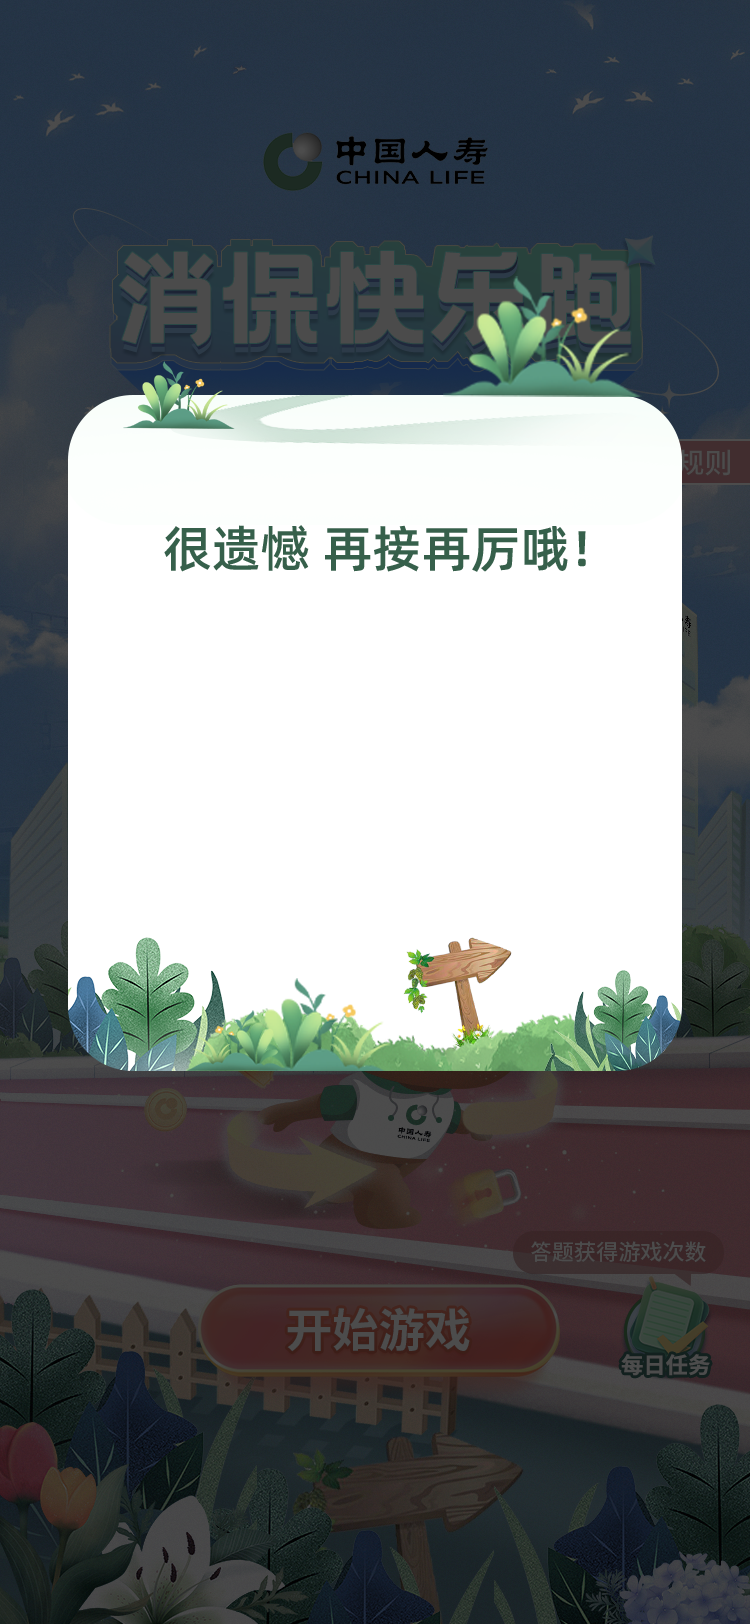 中国人寿
CHINA LIFE
消保快乐跑
规则
很遗憾 再接再厉哦！
中国人寿
CHINA LIFE
答题获得游戏次数
开始游戏
每日任务